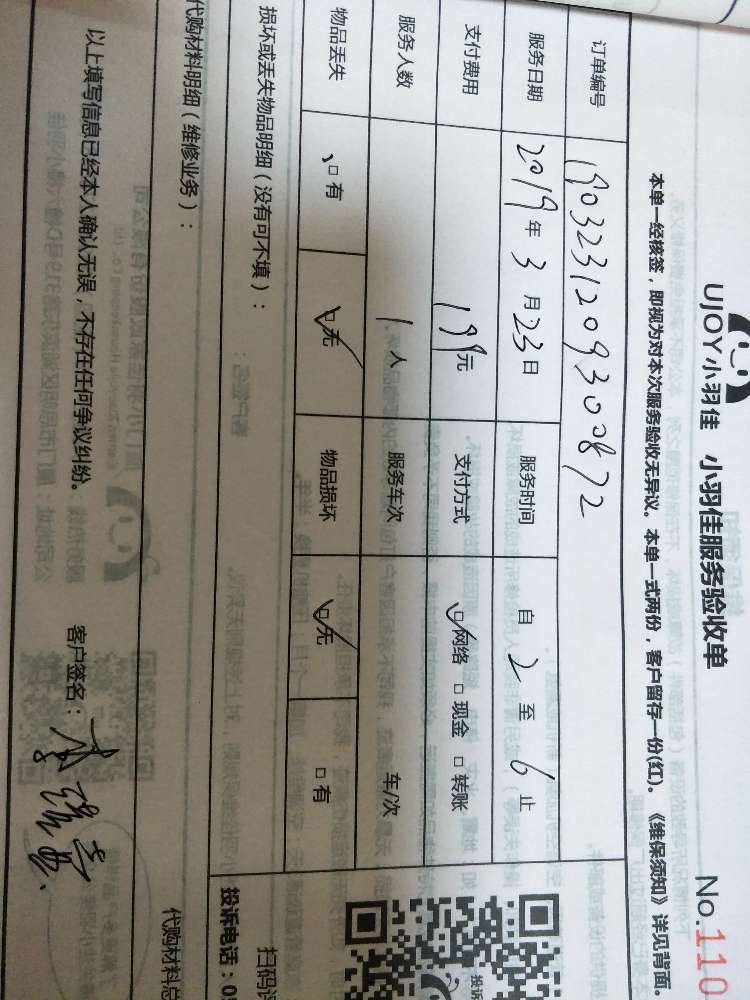 UJOY小羽佳 小羽佳服务验收单 No.110
本单一经核签，即视为对本次服务验收无异议。本单一式两份，客户留存一份(红)。《维保须知》详见背面。
订单编号 1903231209300872
服务日期 2019年3月23日 服务时间 自2至6止
支付费用 199元 支付方式 ☑网络 □现金 □转账
服务人数 1人 服务车次 车/次
物品丢失 □有 ☑无 物品损坏 ☑无 □有
损坏或丢失物品明细（没有可不填）：
扫码
投诉
投诉电话：05
代购材料明细（维修业务）： 代购材料总
以上填写信息已经本人确认无误，不存在任何争议纠纷。 客户签名：